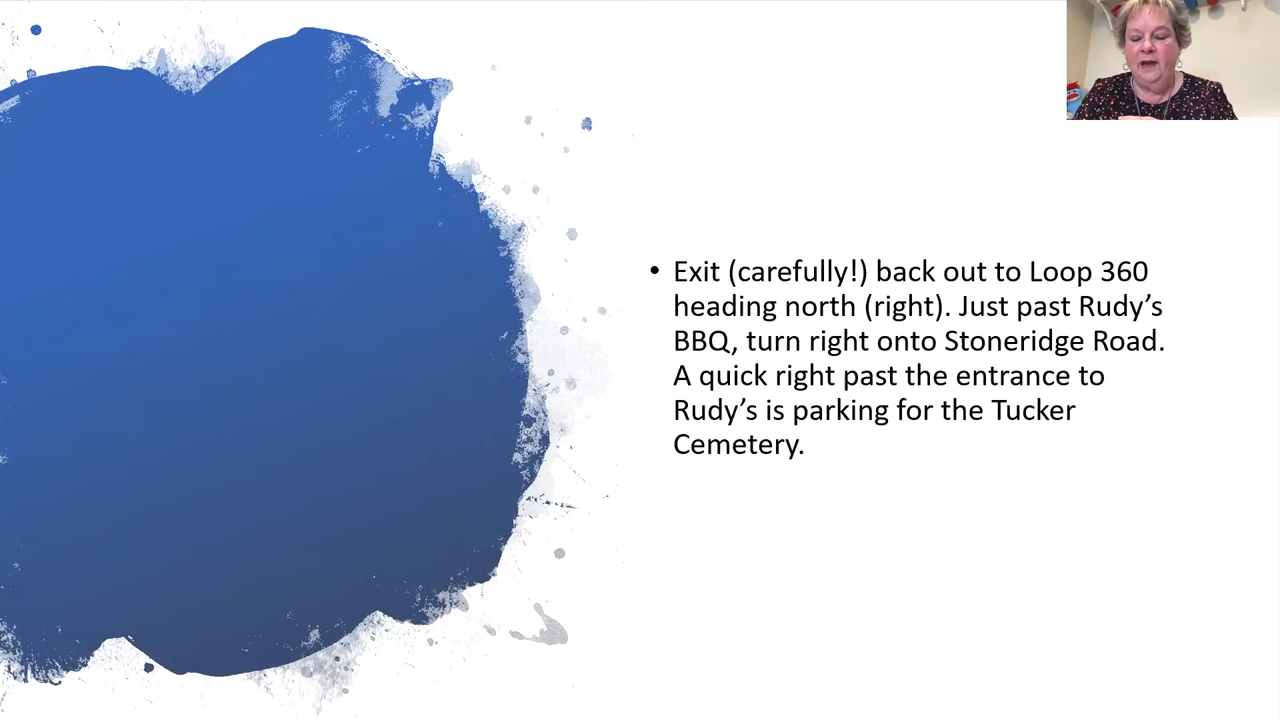 • Exit (carefully!) back out to Loop 360
heading north (right). Just past Rudy’s
BBQ, turn right onto Stoneridge Road.
A quick right past the entrance to
Rudy’s is parking for the Tucker
Cemetery.